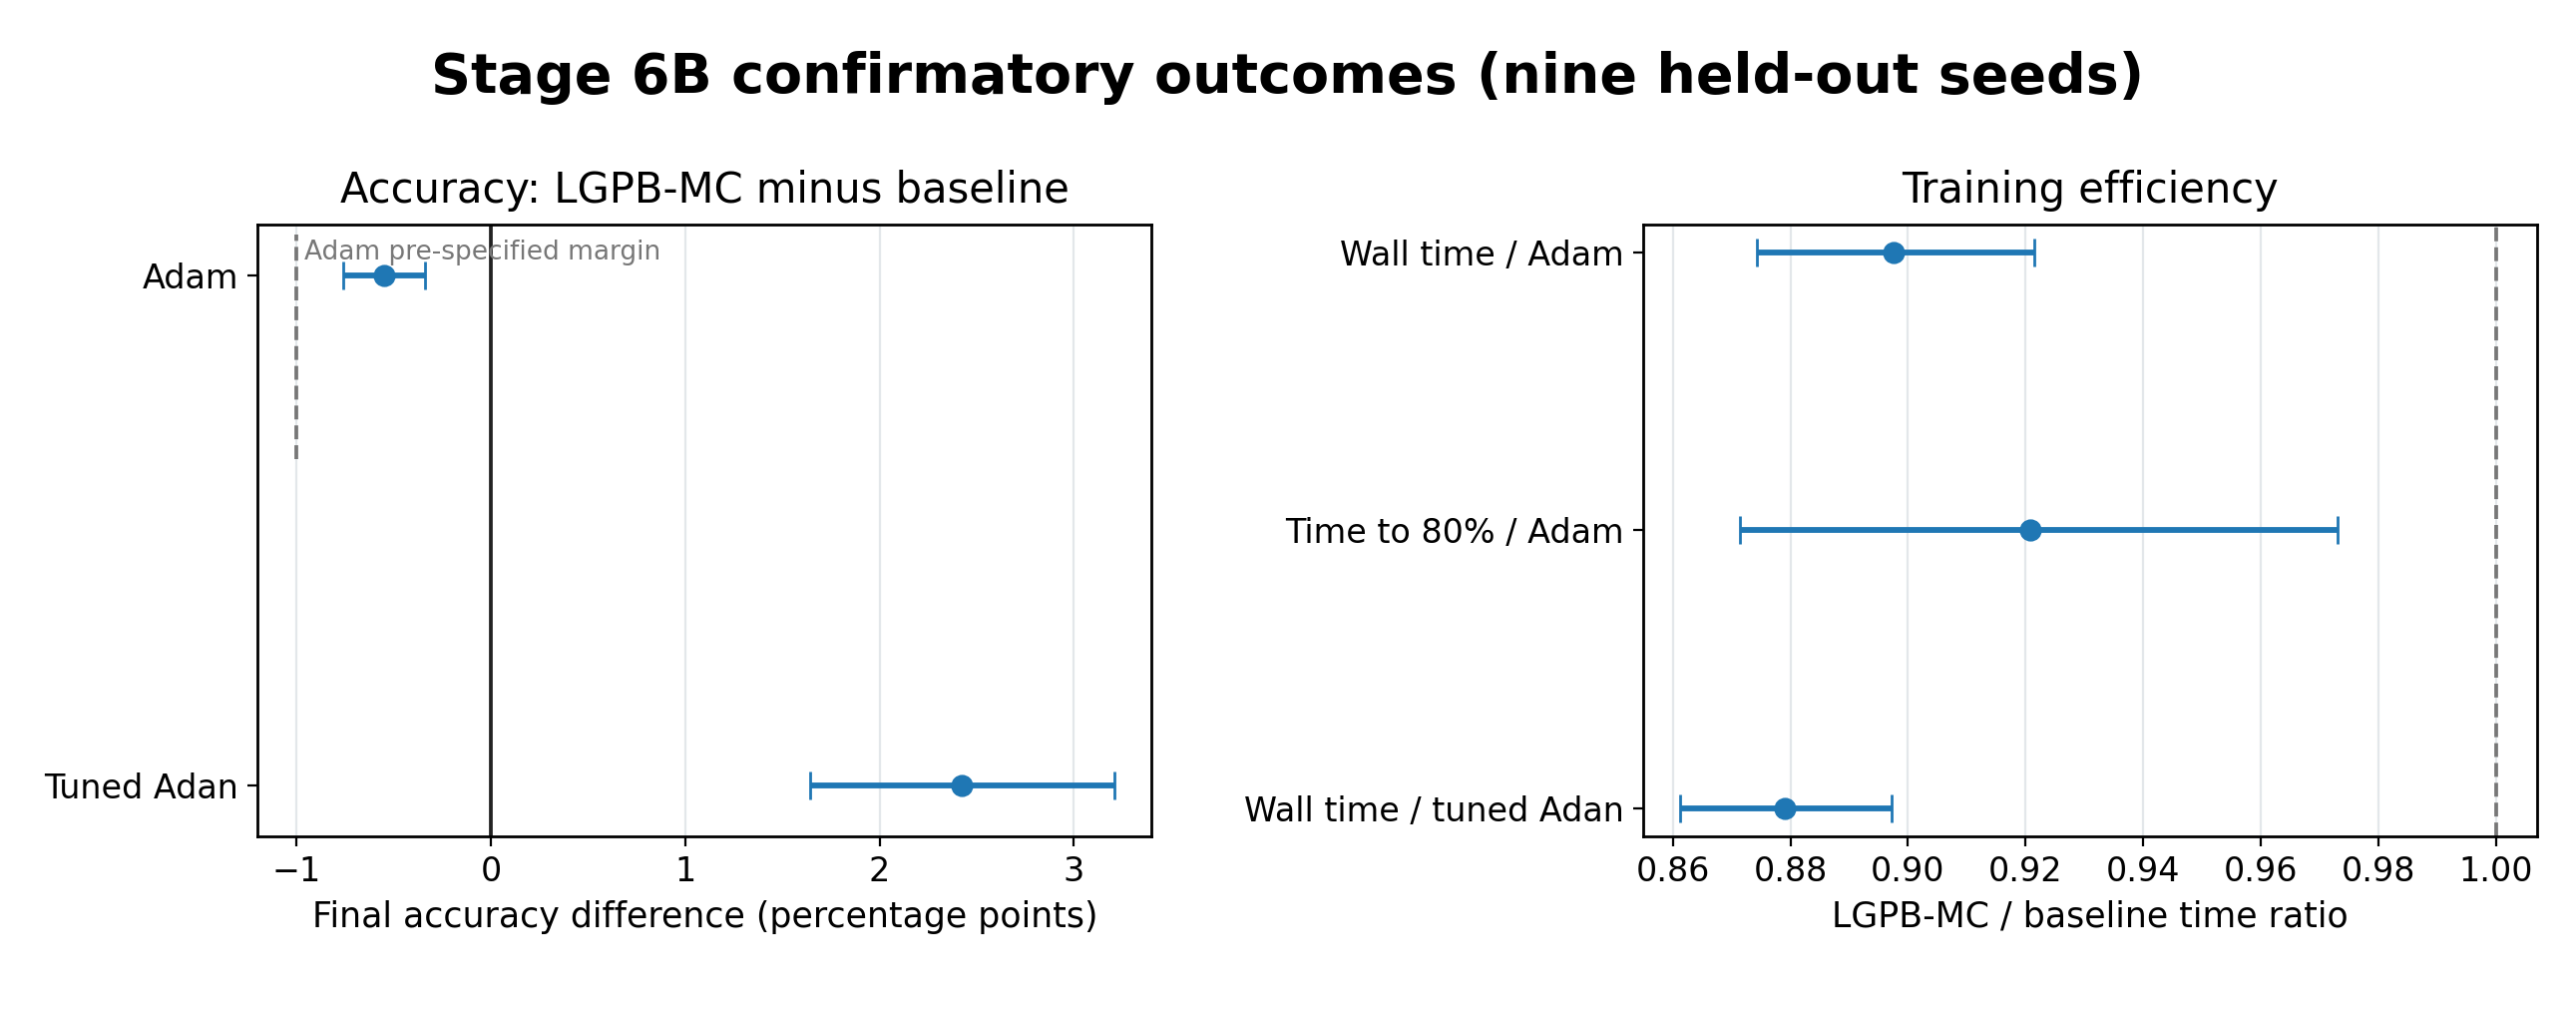 Stage 6B confirmatory outcomes (nine held-out seeds)
Accuracy: LGPB-MC minus baseline
Adam pre-specified margin
Adam
Tuned Adan
−1 0 1 2 3
Final accuracy difference (percentage points)
Training efficiency
Wall time / Adam
Time to 80% / Adam
Wall time / tuned Adan
0.86 0.88 0.90 0.92 0.94 0.96 0.98 1.00
LGPB-MC / baseline time ratio